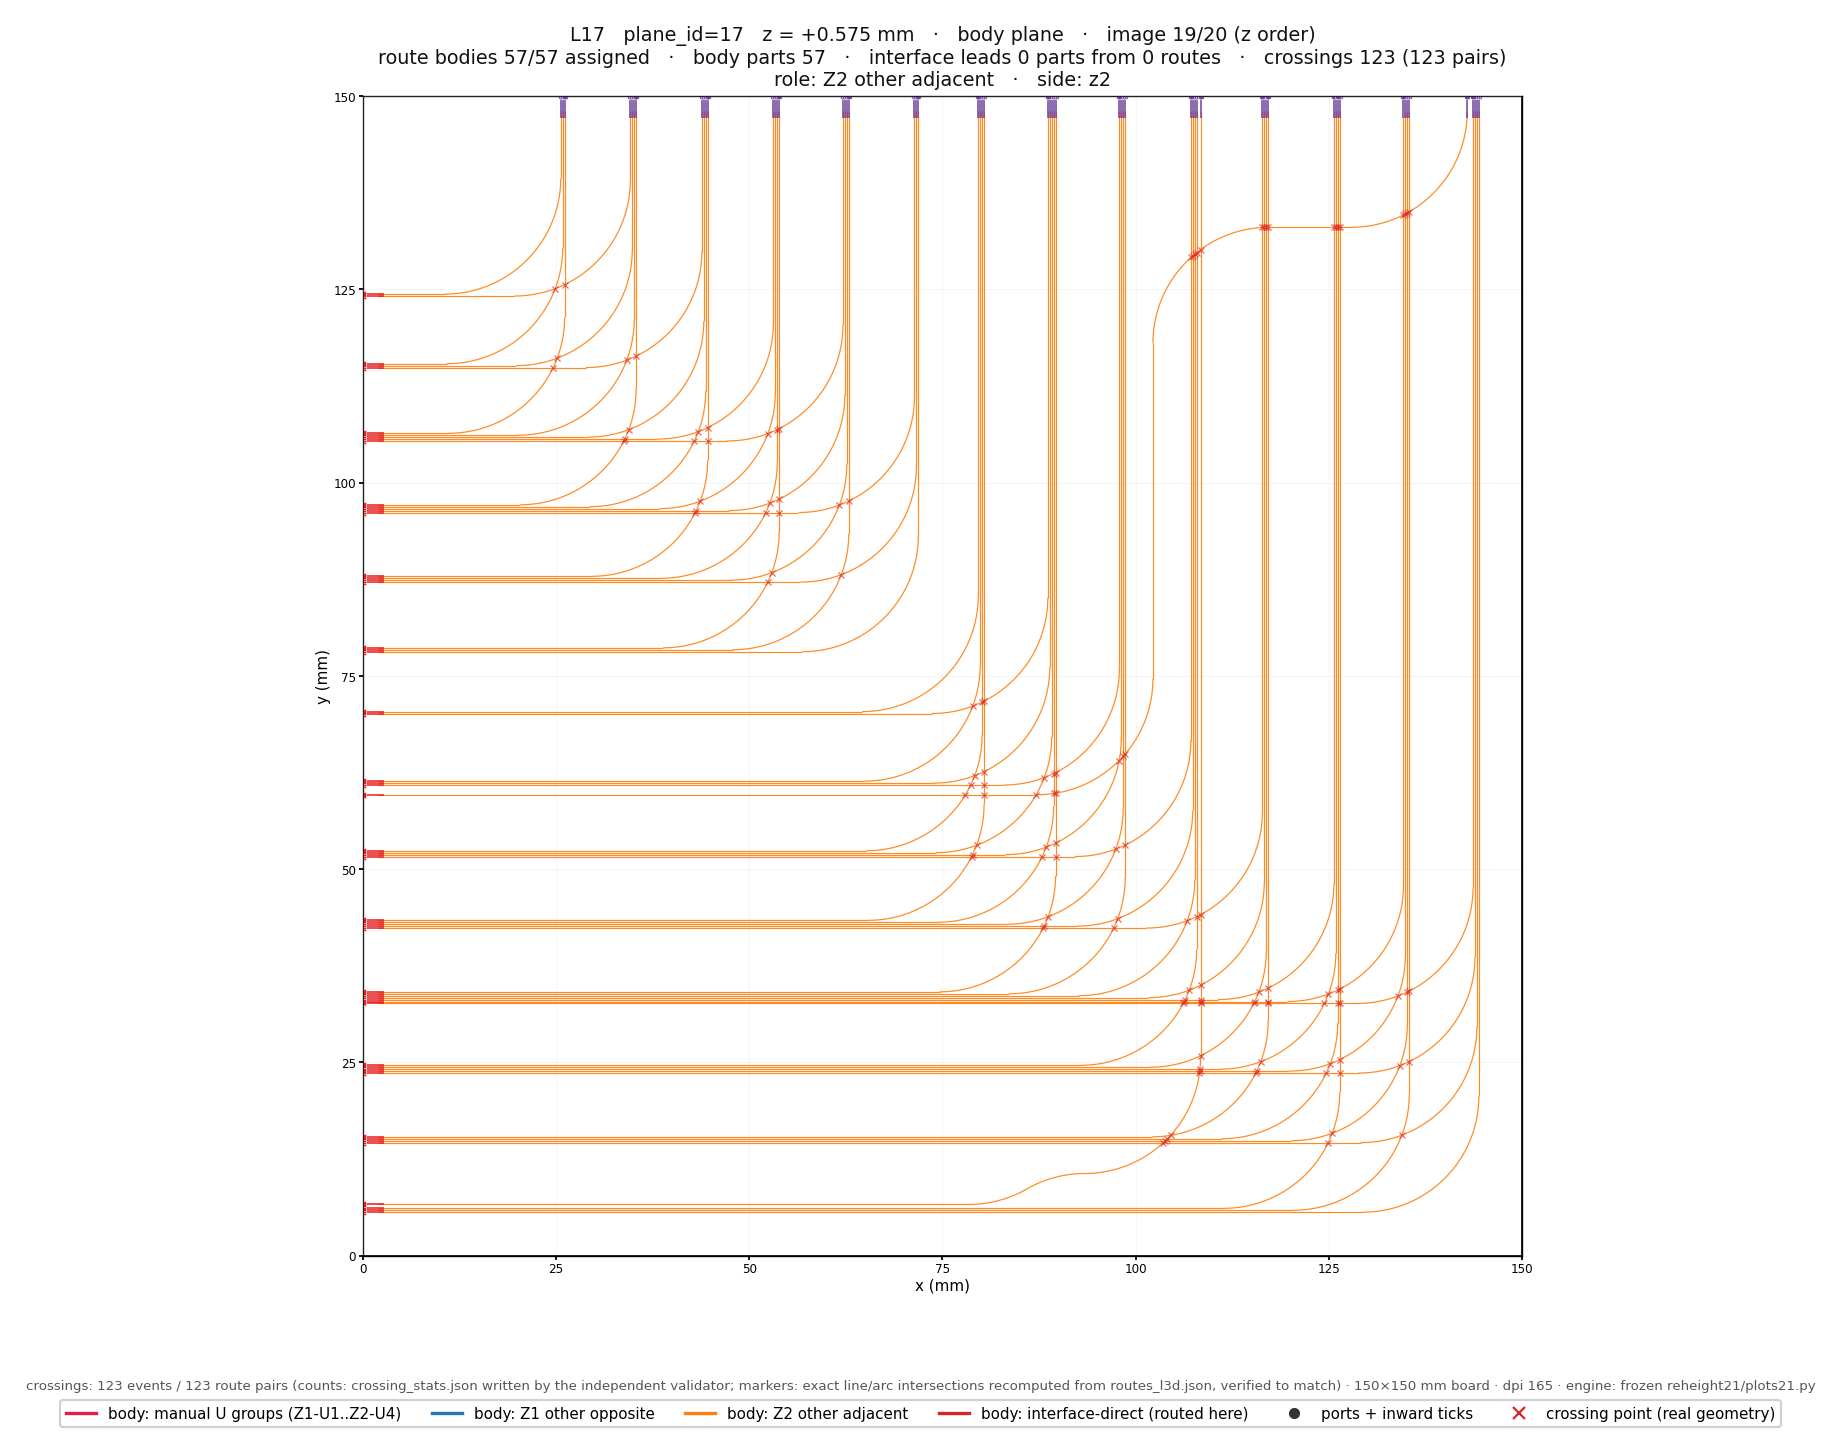 L17   plane_id=17   z = +0.575 mm   ·   body plane   ·   image 19/20 (z order)
route bodies 57/57 assigned   ·   body parts 57   ·   interface leads 0 parts from 0 routes   ·   crossings 123 (123 pairs)
role: Z2 other adjacent   ·   side: z2
150
125
100
75
50
25
0
y (mm)
0 25 50 75 100 125 150
x (mm)
crossings: 123 events / 123 route pairs (counts: crossing_stats.json written by the independent validator; markers: exact line/arc intersections recomputed from routes_l3d.json, verified to match) · 150×150 mm board · dpi 165 · engine: frozen reheight21/plots21.py
body: manual U groups (Z1-U1..Z2-U4)   body: Z1 other opposite   body: Z2 other adjacent   body: interface-direct (routed here)   ports + inward ticks   crossing point (real geometry)